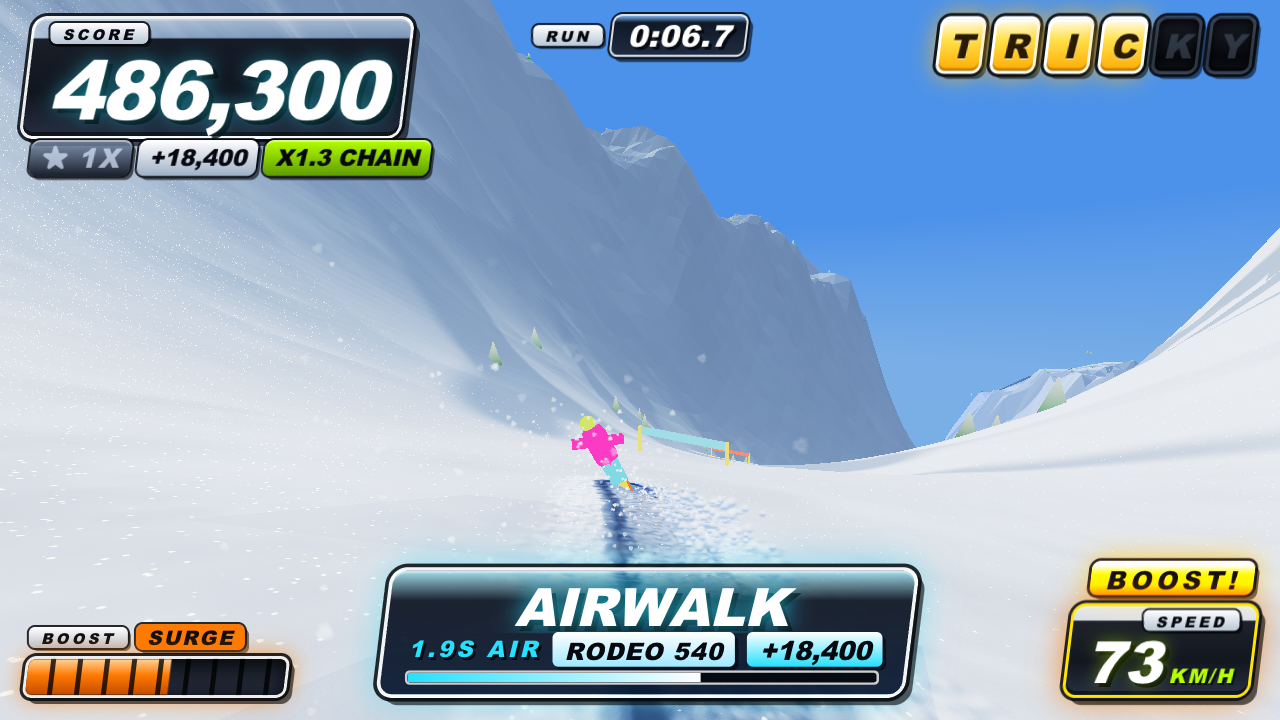 SCORE
486,300
1X +18,400 X1.3 CHAIN
RUN 0:06.7
TRICKY
AIRWALK
1.9S AIR RODEO 540 +18,400
BOOST SURGE
BOOST!
SPEED
73 KM/H